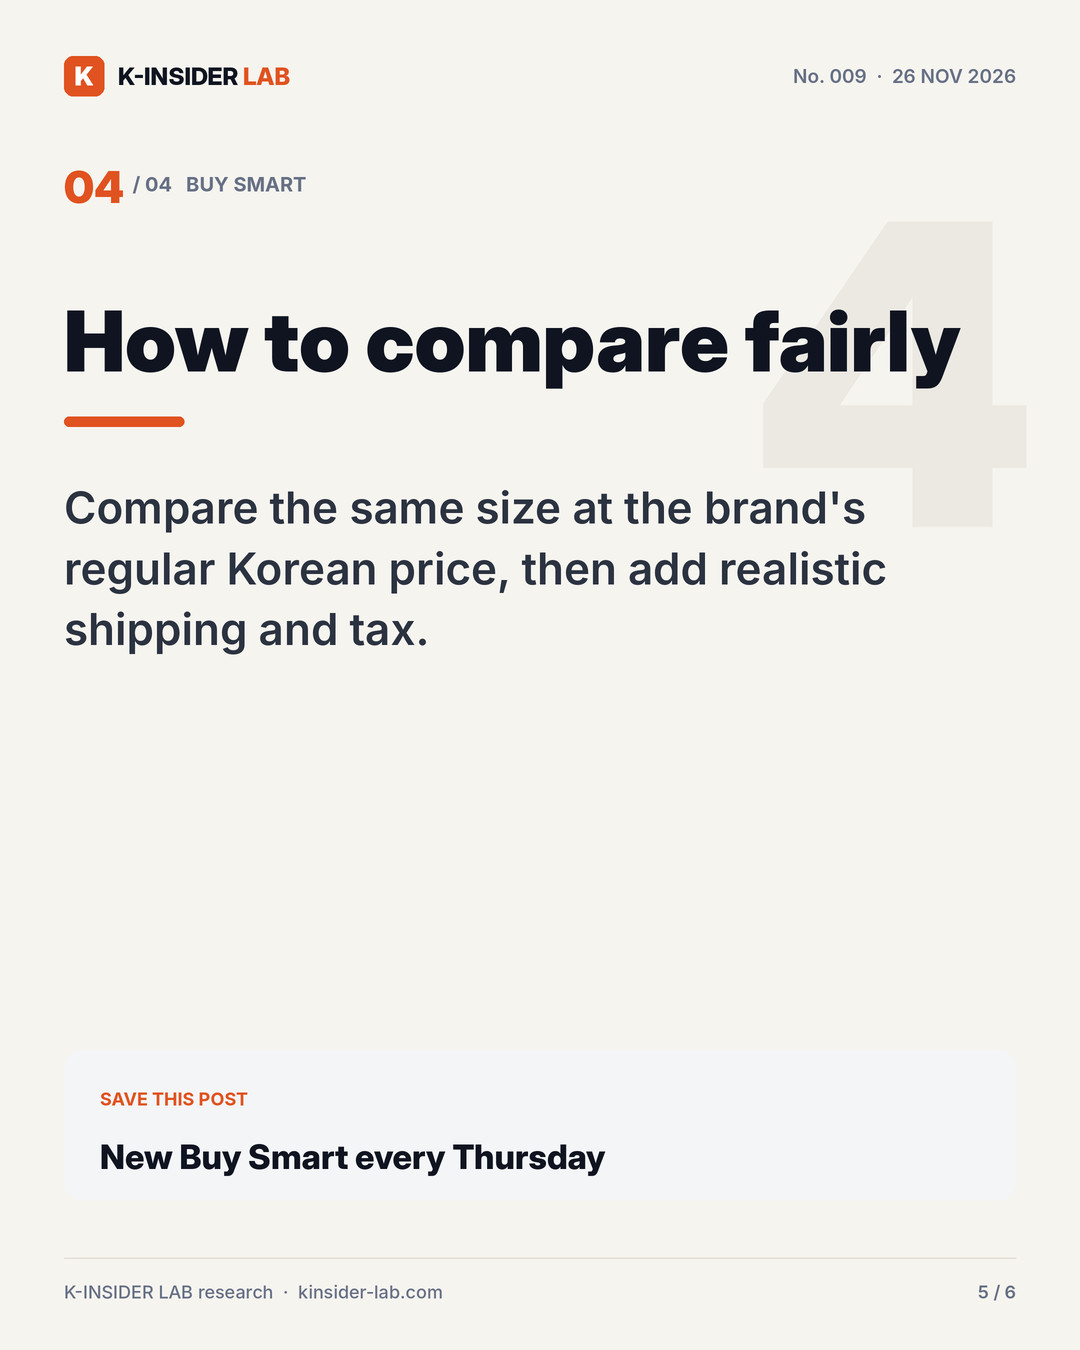 K K-INSIDER LAB
No. 009 · 26 NOV 2026
04 / 04 BUY SMART
4
How to compare fairly
Compare the same size at the brand's
regular Korean price, then add realistic
shipping and tax.
SAVE THIS POST
New Buy Smart every Thursday
K-INSIDER LAB research · kinsider-lab.com
5 / 6